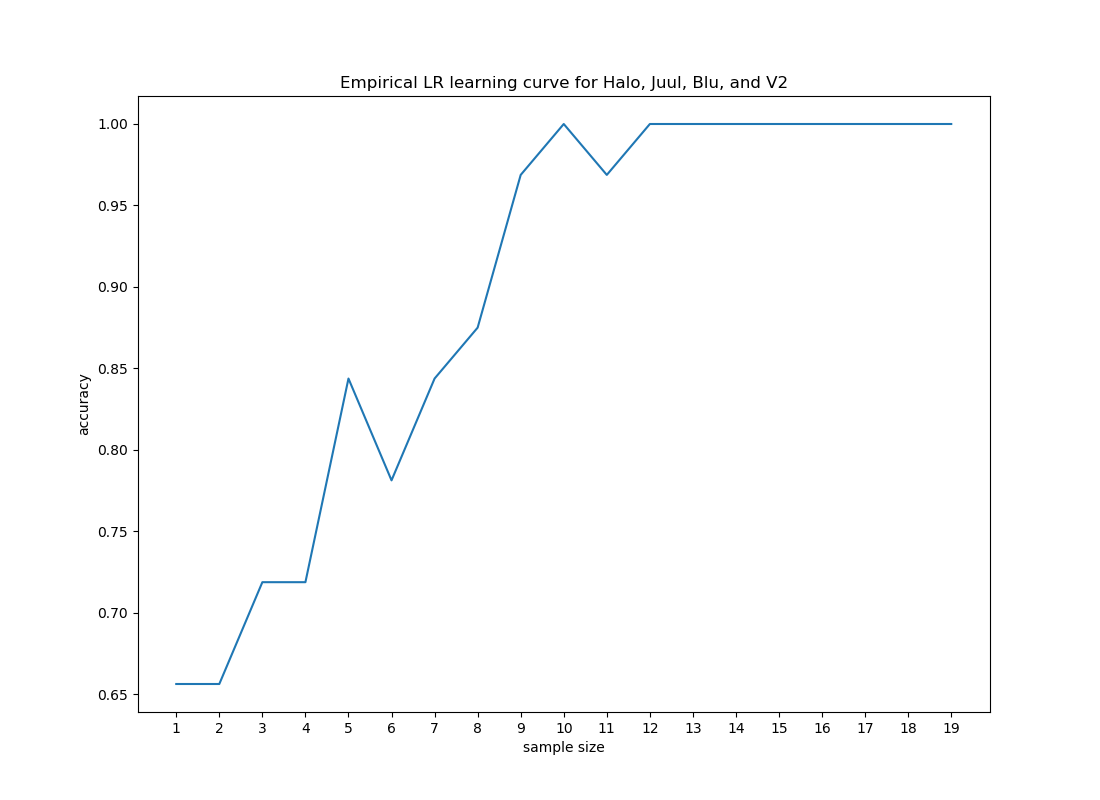 Empirical LR learning curve for Halo, Juul, Blu, and V2
1.00
0.95
0.90
0.85
0.80
0.75
0.70
0.65
accuracy
1 2 3 4 5 6 7 8 9 10 11 12 13 14 15 16 17 18 19
sample size